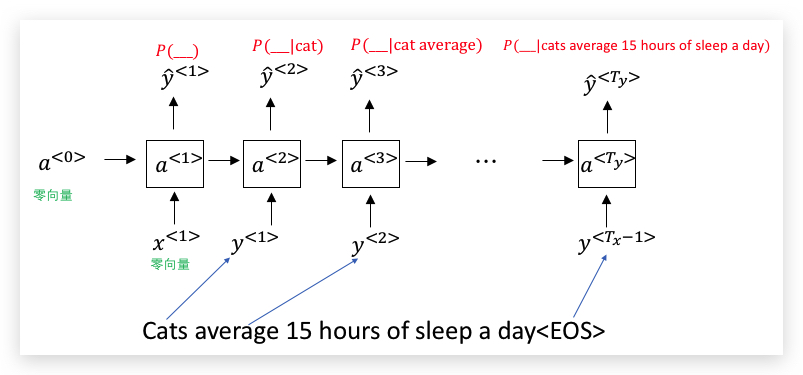 P(__) P(__|cat) P(__|cat average) P(__|cats average 15 hours of sleep a day)
ŷ<1> ŷ<2> ŷ<3> ŷ<Ty>
a<0> a<1> a<2> a<3> ... a<Ty>
零向量
x<1> y<1> y<2> y<Tx−1>
零向量
Cats average 15 hours of sleep a day<EOS>